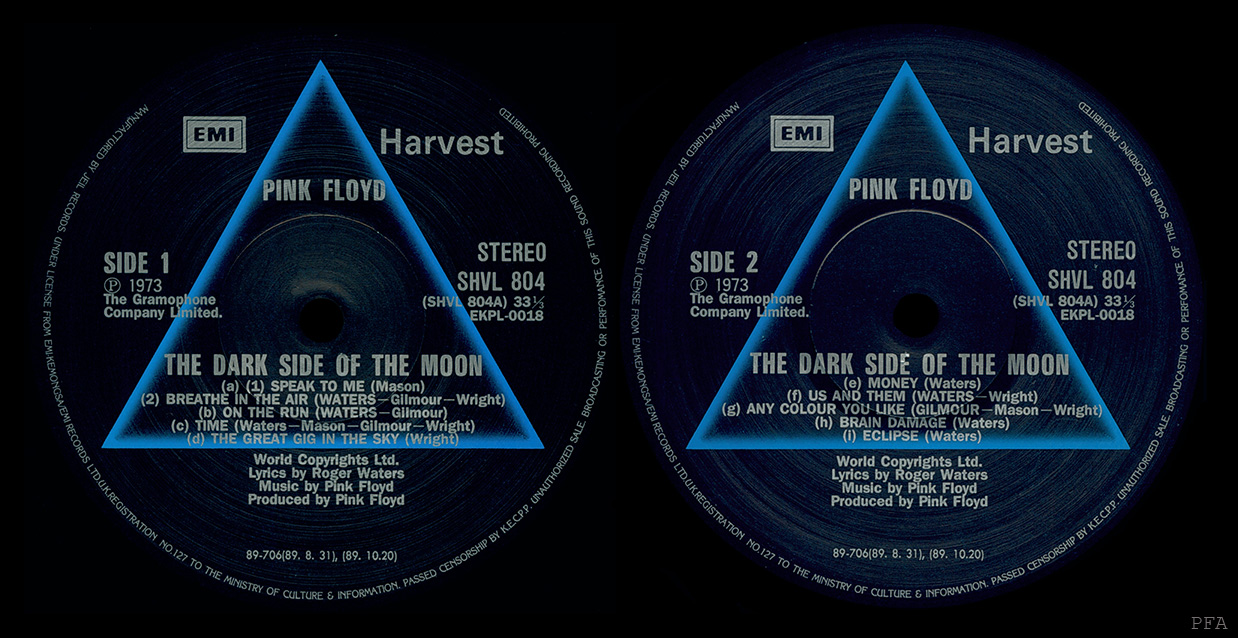 EMI
Harvest
PINK FLOYD
SIDE 1
Ⓟ 1973
The Gramophone
Company Limited.
STEREO
SHVL 804
(SHVL 804A) 33⅓
EKPL-0018
THE DARK SIDE OF THE MOON
(a) (1) SPEAK TO ME (Mason)
(2) BREATHE IN THE AIR (WATERS—Gilmour—Wright)
(b) ON THE RUN (WATERS—Gilmour)
(c) TIME (Waters—Mason—Gilmour—Wright)
(d) THE GREAT GIG IN THE SKY (Wright)
World Copyrights Ltd.
Lyrics by Roger Waters
Music by Pink Floyd
Produced by Pink Floyd
89-706(89. 8. 31), (89. 10.20)
MANUFACTURED BY JEIL RECORDS, UNDER LICENSE FROM EMI/KEMONGSA/EMI RECORDS LTD.U.K.REGISTRATION NO.127 TO THE MINISTRY OF CULTURE & INFORMATION. PASSED CENSORSHIP BY K.E.C.P.P. UNAUTHORIZED SALE, BROADCASTING OR PERFOMANCE OF THIS SOUND RECORDING PROHIBITED
EMI
Harvest
PINK FLOYD
SIDE 2
Ⓟ 1973
The Gramophone
Company Limited.
STEREO
SHVL 804
(SHVL 804A) 33⅓
EKPL-0018
THE DARK SIDE OF THE MOON
(e) MONEY (Waters)
(f) US AND THEM (WATERS—Wright)
(g) ANY COLOUR YOU LIKE (GILMOUR—Mason—Wright)
(h) BRAIN DAMAGE (Waters)
(i) ECLIPSE (Waters)
World Copyrights Ltd.
Lyrics by Roger Waters
Music by Pink Floyd
Produced by Pink Floyd
89-706(89. 8. 31), (89. 10.20)
MANUFACTURED BY JEIL RECORDS, UNDER LICENSE FROM EMI/KEMONGSA/EMI RECORDS LTD.U.K.REGISTRATION NO.127 TO THE MINISTRY OF CULTURE & INFORMATION. PASSED CENSORSHIP BY K.E.C.P.P. UNAUTHORIZED SALE, BROADCASTING OR PERFOMANCE OF THIS SOUND RECORDING PROHIBITED
PFA